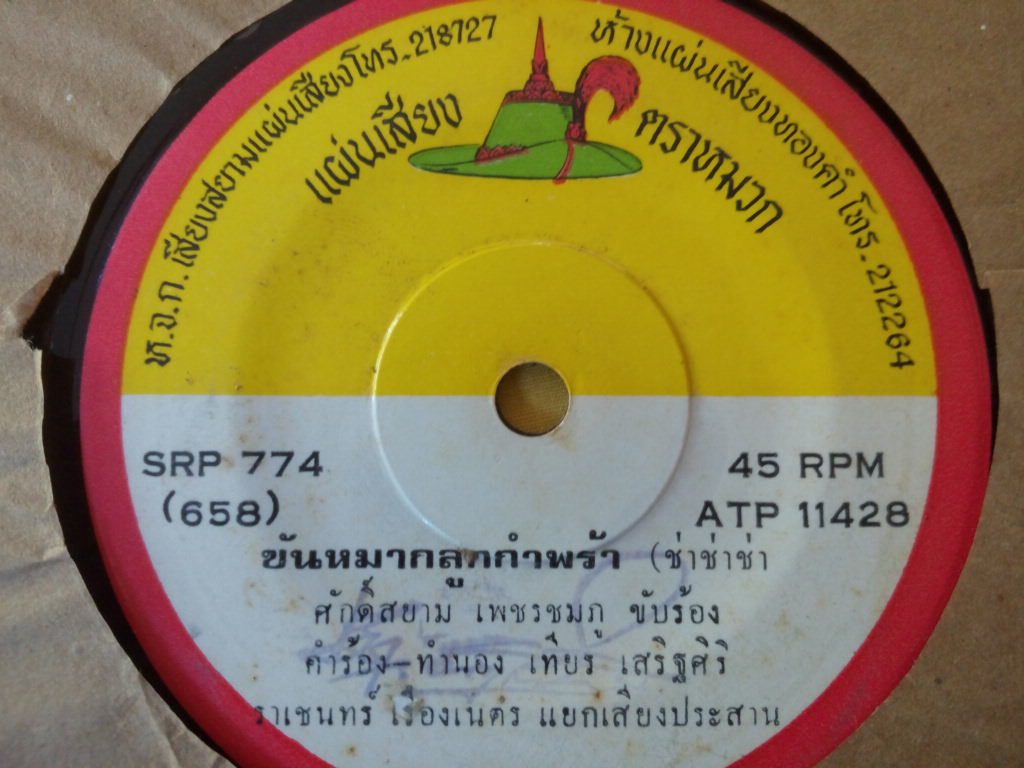 ห.จ.ก.เสียงสยามแผ่นเสียงโทร.218727
ห้างแผ่นเสียงทองคำ โทร.212264
แผ่นเสียง ตราหมวก
SRP 774
(658)
45 RPM
ATP 11428
ขันหมากลูกกำพร้า (ช่าช่าช่า
ศักดิ์สยาม เพชรชมภู ขับร้อง
คำร้อง-ทำนอง เทียร เสริฐศิริ
ราเชนทร์ เรืองเนตร แยกเสียงประสาน